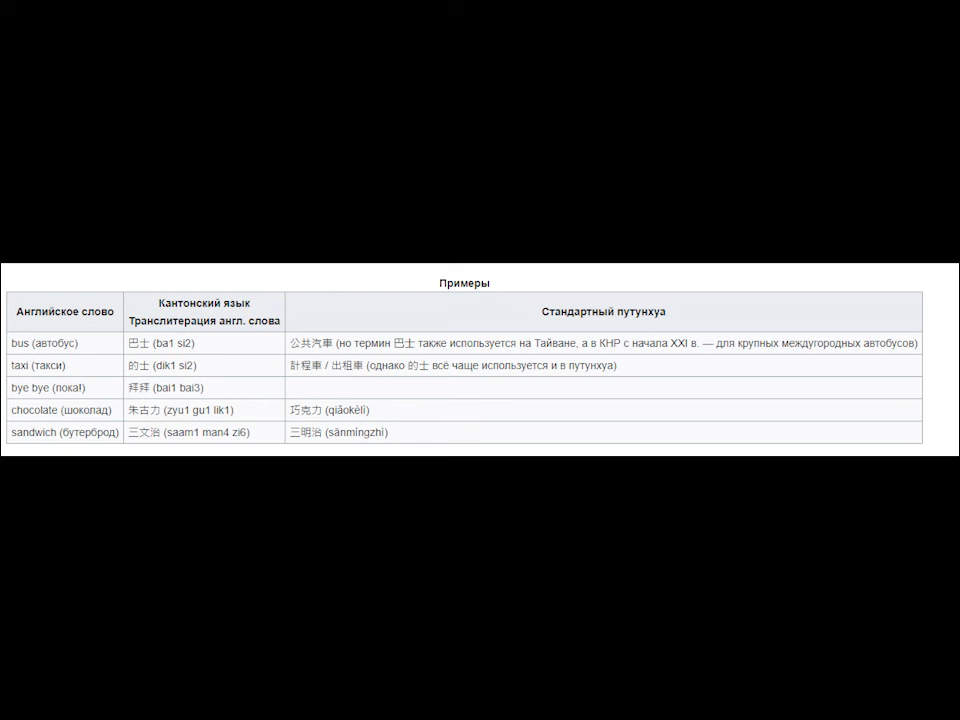 Примеры
Английское слово
Кантонский язык
Транслитерация англ. слова
Стандартный путунхуа
bus (автобус) 巴士 (ba1 si2) 公共汽車 (но термин 巴士 также используется на Тайване, а в КНР с начала XXI в. — для крупных междугородных автобусов)
taxi (такси) 的士 (dik1 si2) 計程車 / 出租車 (однако 的士 всё чаще используется и в путунхуа)
bye bye (пока!) 拜拜 (bai1 bai3)
chocolate (шоколад) 朱古力 (zyu1 gu1 lik1) 巧克力 (qiǎokèlì)
sandwich (бутерброд) 三文治 (saam1 man4 zi6) 三明治 (sānmíngzhì)